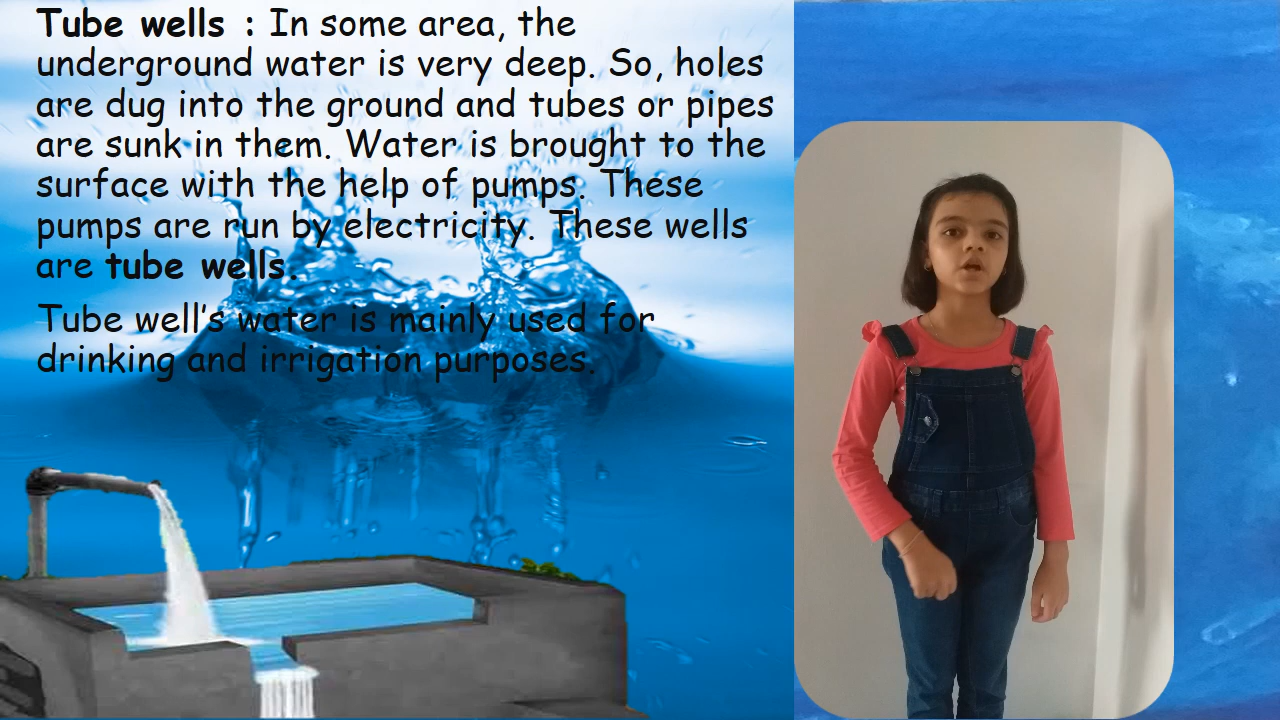 Tube wells : In some area, the
underground water is very deep. So, holes
are dug into the ground and tubes or pipes
are sunk in them. Water is brought to the
surface with the help of pumps. These
pumps are run by electricity. These wells
are tube wells.
Tube well's water is mainly used for
drinking and irrigation purposes.